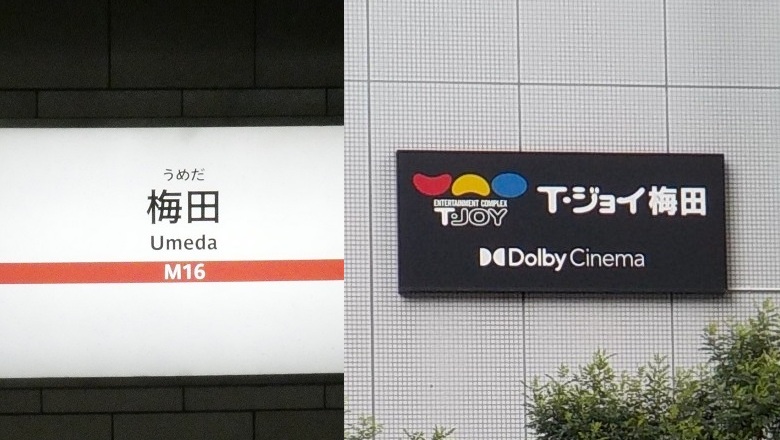 うめだ
梅田
Umeda
M16
ENTERTAINMENT COMPLEX
T・JOY
T・ジョイ梅田
Dolby Cinema